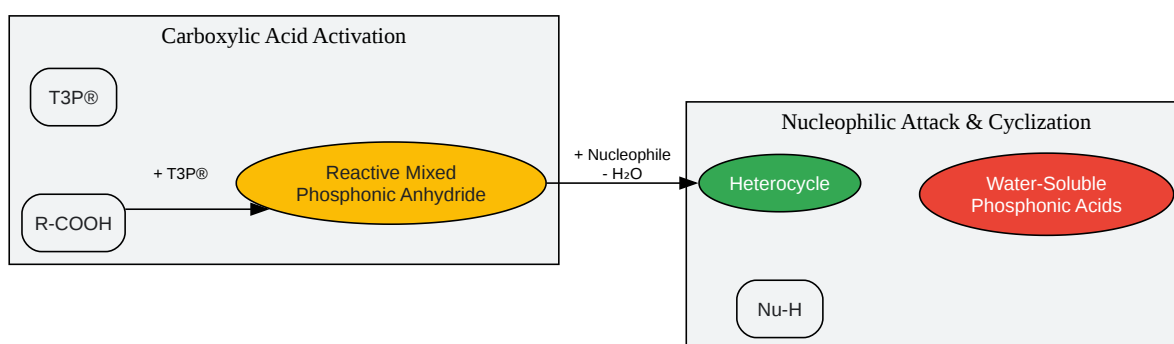 Carboxylic Acid Activation
T3P®
+ T3P®
R-COOH
Reactive Mixed
Phosphonic Anhydride
+ Nucleophile
- H₂O
Nucleophilic Attack & Cyclization
Heterocycle
Water-Soluble
Phosphonic Acids
Nu-H